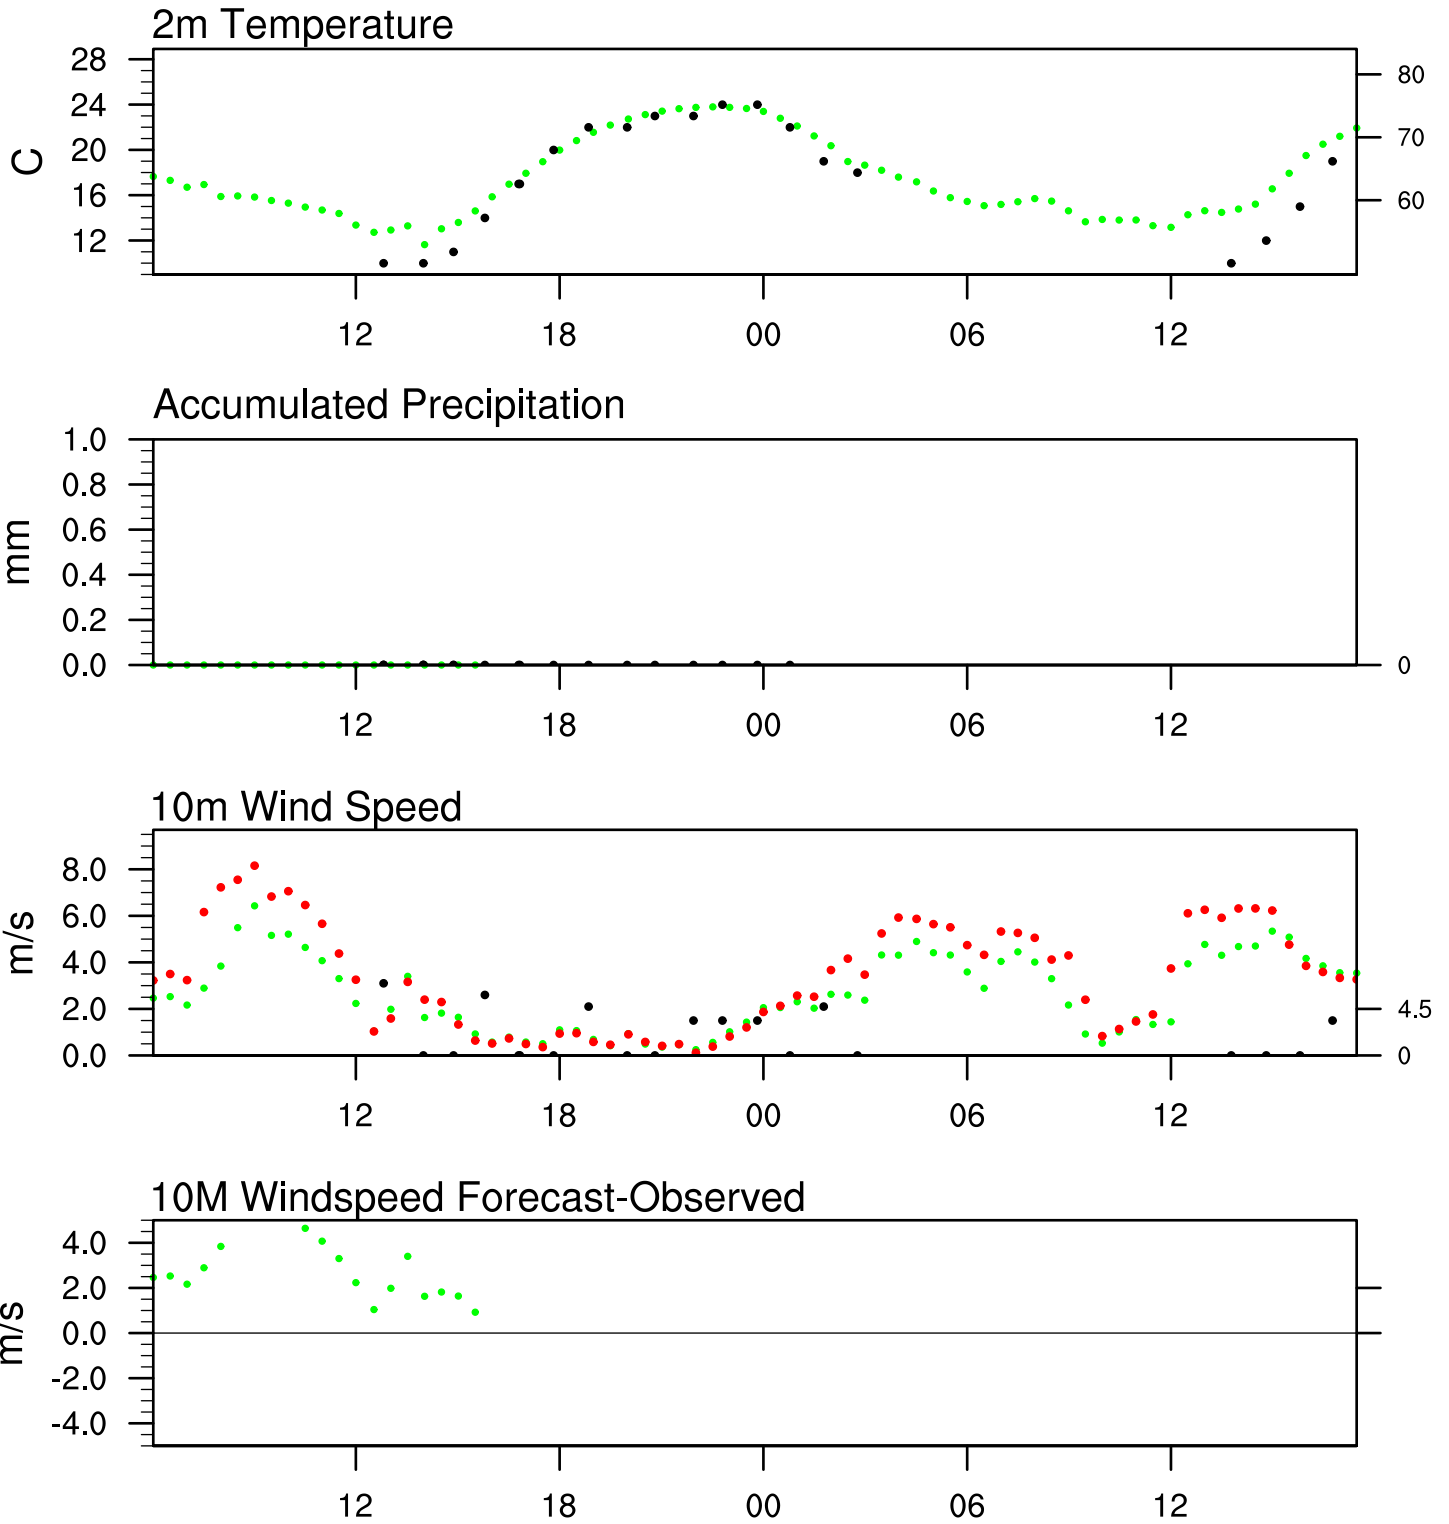 2m Temperature
28
24
20
16
12
C
80
70
60
12 18 00 06 12
Accumulated Precipitation
1.0
0.8
0.6
0.4
0.2
0.0
mm
0
12 18 00 06 12
10m Wind Speed
8.0
6.0
4.0
2.0
0.0
m/s
4.5
0
12 18 00 06 12
10M Windspeed Forecast-Observed
4.0
2.0
0.0
-2.0
-4.0
m/s
12 18 00 06 12